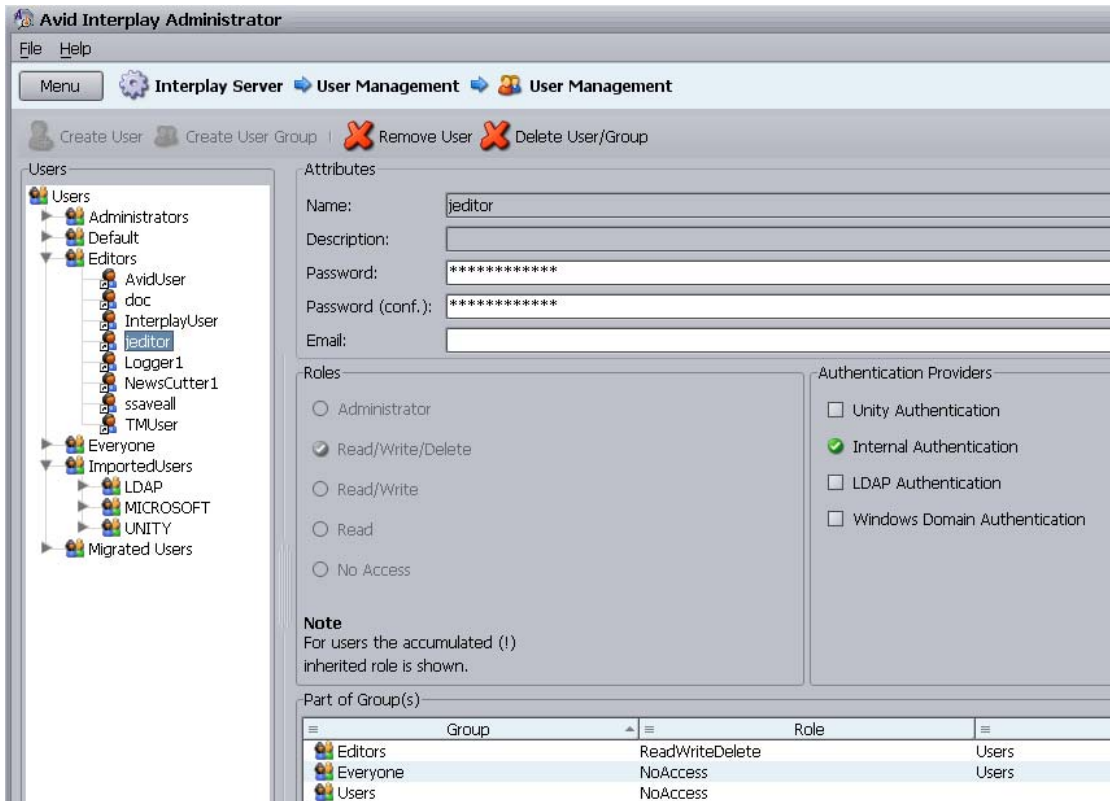 Avid Interplay Administrator
File Help
Menu Interplay Server User Management User Management
Create User Create User Group Remove User Delete User/Group
Users
Users
Administrators
Default
Editors
AvidUser
doc
InterplayUser
jeditor
Logger1
NewsCutter1
ssaveall
TMUser
Everyone
ImportedUsers
LDAP
MICROSOFT
UNITY
Migrated Users
Attributes
Name: jeditor
Description:
Password: ************
Password (conf.): ************
Email:
Roles
Administrator
Read/Write/Delete
Read/Write
Read
No Access
Note
For users the accumulated (!)
inherited role is shown.
Authentication Providers
Unity Authentication
Internal Authentication
LDAP Authentication
Windows Domain Authentication
Part of Group(s)
Group Role
Editors ReadWriteDelete Users
Everyone NoAccess Users
Users NoAccess